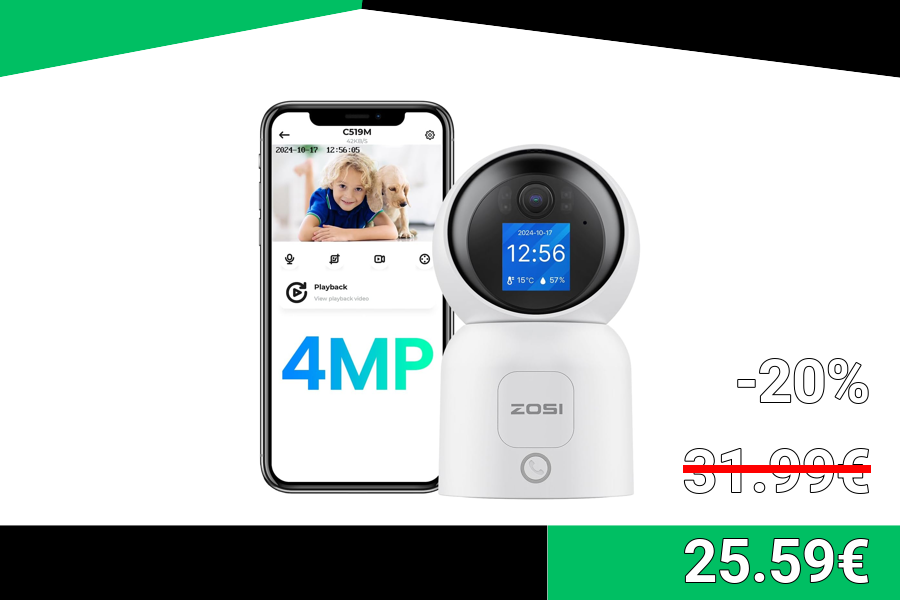 C519M
42KB/S
2024-10-17 12:56:05
Playback
View playback video
4MP
2024-10-17
12:56
15°C 57%
ZOSI
-20%
31.99€
25.59€